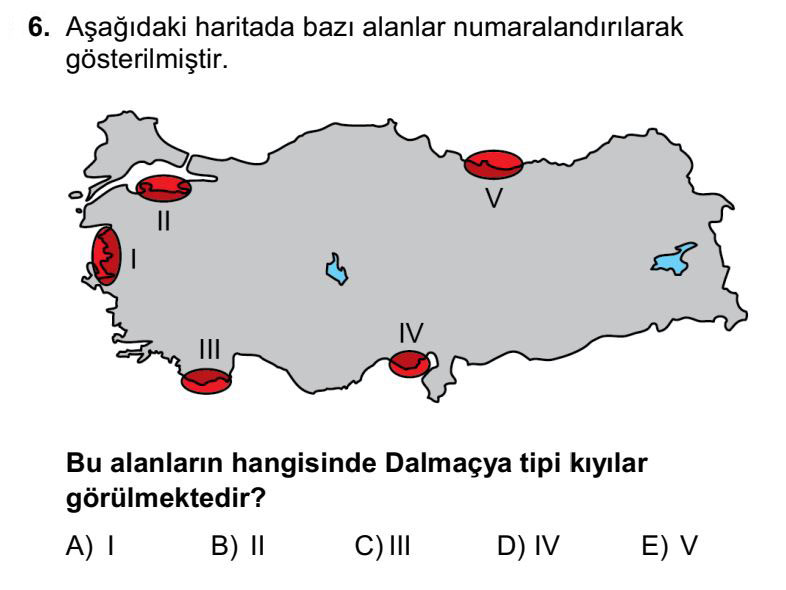 6. Aşağıdaki haritada bazı alanlar numaralandırılarak
gösterilmiştir.
V
II
I
IV
III
Bu alanların hangisinde Dalmaçya tipi kıyılar
görülmektedir?
A) I B) II C) III D) IV E) V